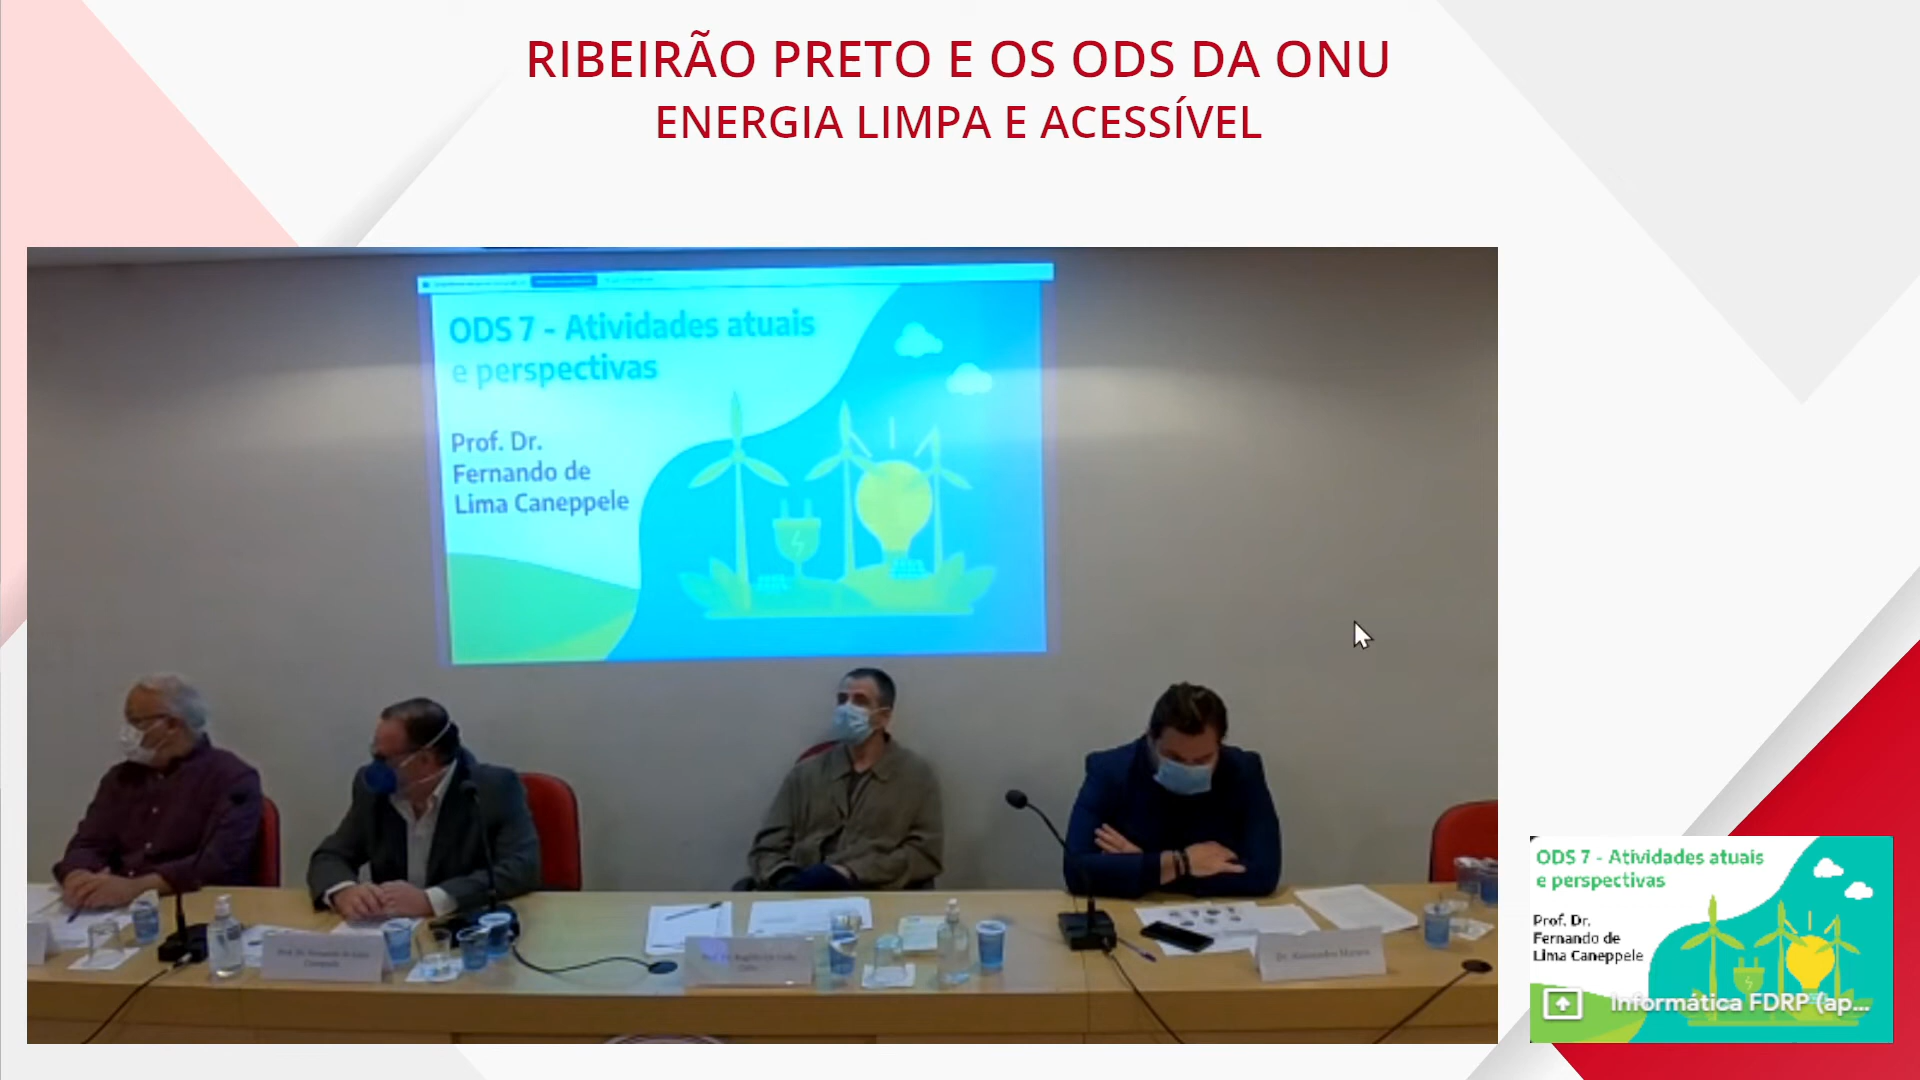 RIBEIRÃO PRETO E OS ODS DA ONU
ENERGIA LIMPA E ACESSÍVEL
ODS 7 - Atividades atuais
e perspectivas
Prof. Dr.
Fernando de
Lima Caneppele
ODS 7 - Atividades atuais
e perspectivas
Prof. Dr.
Fernando de
Lima Caneppele
Informática FDRP (ap...